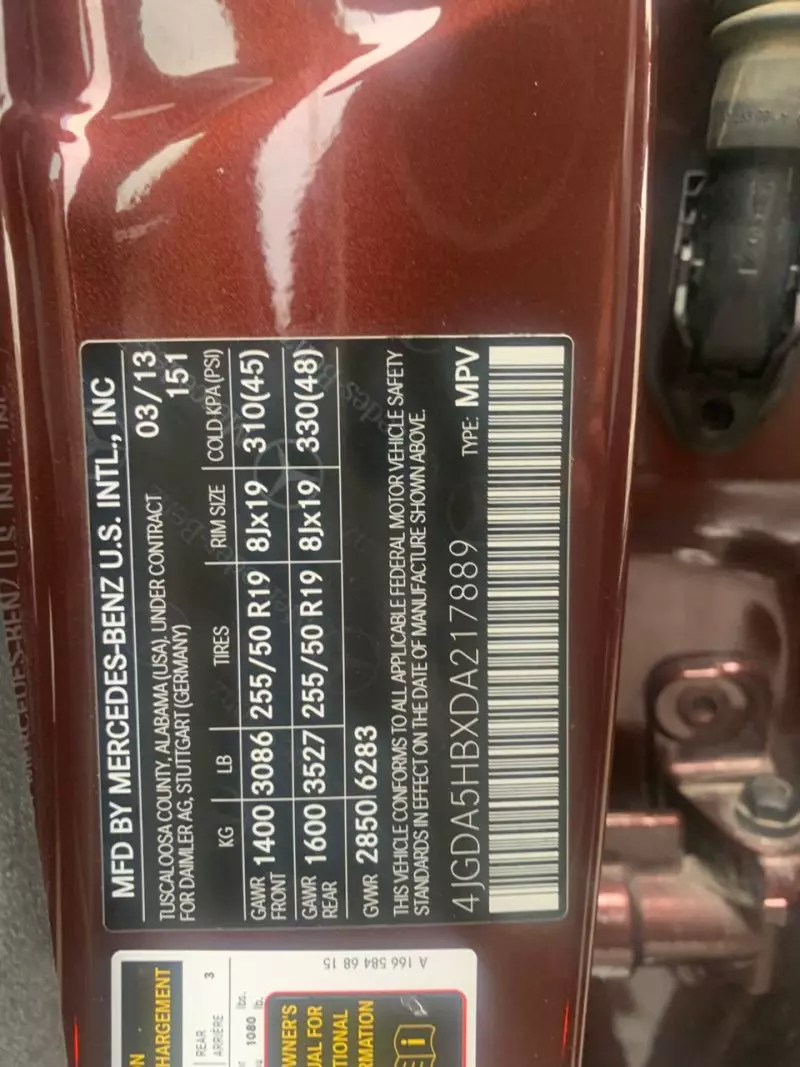 MFD BY MERCEDES-BENZ U.S. INTL., INC
TUSCALOOSA COUNTY, ALABAMA (USA). UNDER CONTRACT 03/13
FOR DAIMLER AG, STUTTGART (GERMANY) 151
KG LB TIRES RIM SIZE COLD KPA (PSI)
GAWR FRONT 1400 3086 255/50 R19 8Jx19 310(45)
GAWR REAR 1600 3527 255/50 R19 8Jx19 330(48)
GVWR 2850 6283
THIS VEHICLE CONFORMS TO ALL APPLICABLE FEDERAL MOTOR VEHICLE SAFETY
STANDARDS IN EFFECT ON THE DATE OF MANUFACTURE SHOWN ABOVE.
4JGDA5HBXDA217889 TYPE: MPV
A 166 584 68 15
HARGEMENT
REAR
ARRIÈRE 3
1080 lbs.
lb.
WNER'S
UAL FOR
TIONAL
RMATION